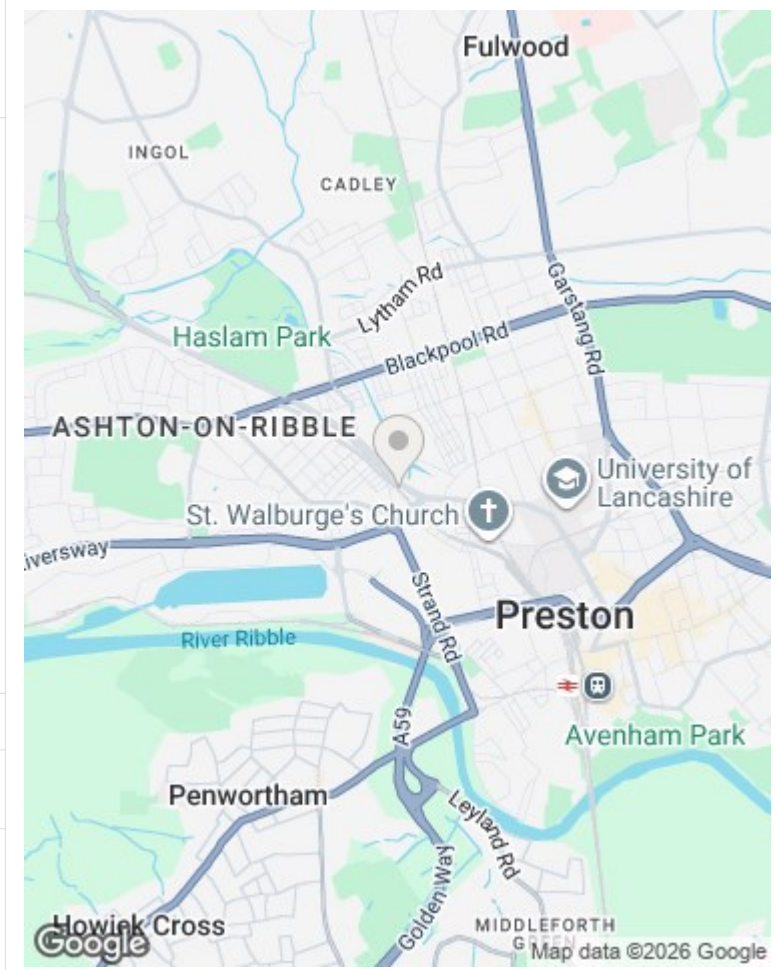 Fulwood
INGOL
CADLEY
Lytham Rd
Garstang Rd
Haslam Park
Blackpool Rd
ASHTON-ON-RIBBLE
University of
Lancashire
St. Walburge's Church
iversway
Strand Rd
Preston
River Ribble
A59
Avenham Park
Penwortham
Leyland Rd
Golden Way
Howick Cross
MIDDLEFORTH
GREEN
Google
Map data ©2026 Google